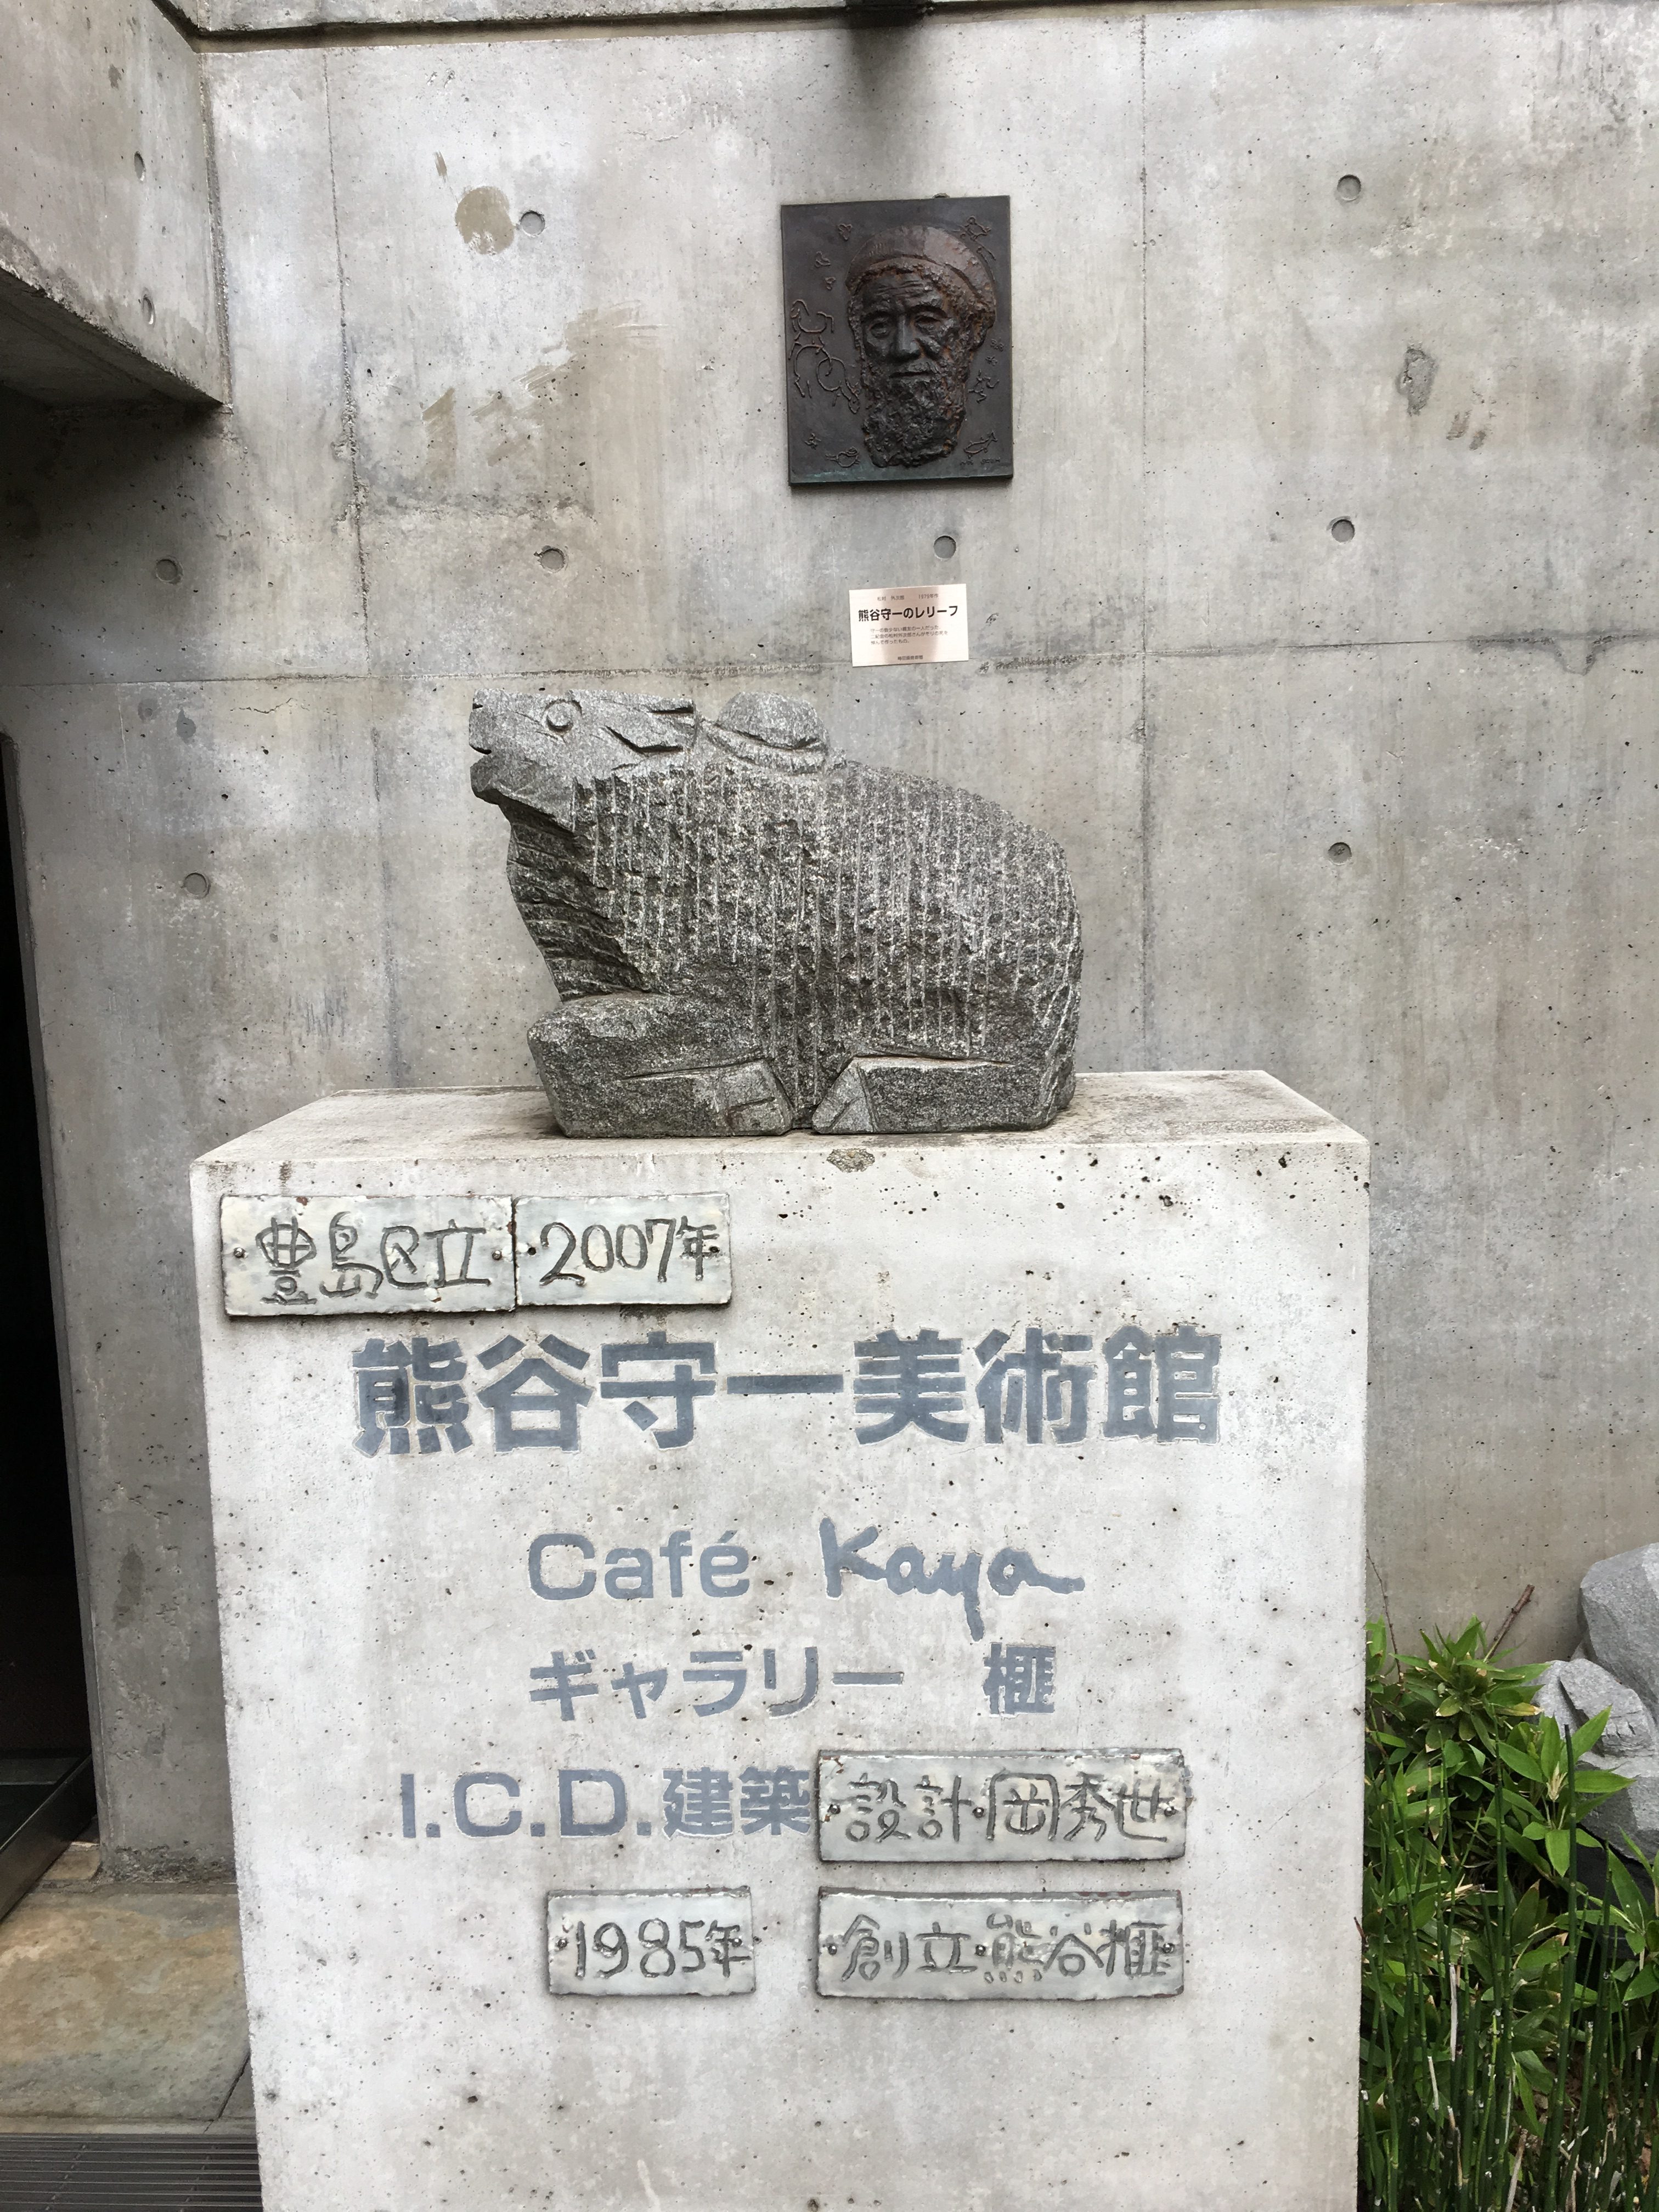 熊谷守一のレリーフ
豊島区立 2007年
熊谷守一美術館
Café Kaya
ギャラリー 榧
I.C.D.建築 設計・岡秀世
1985年 創立・熊谷榧